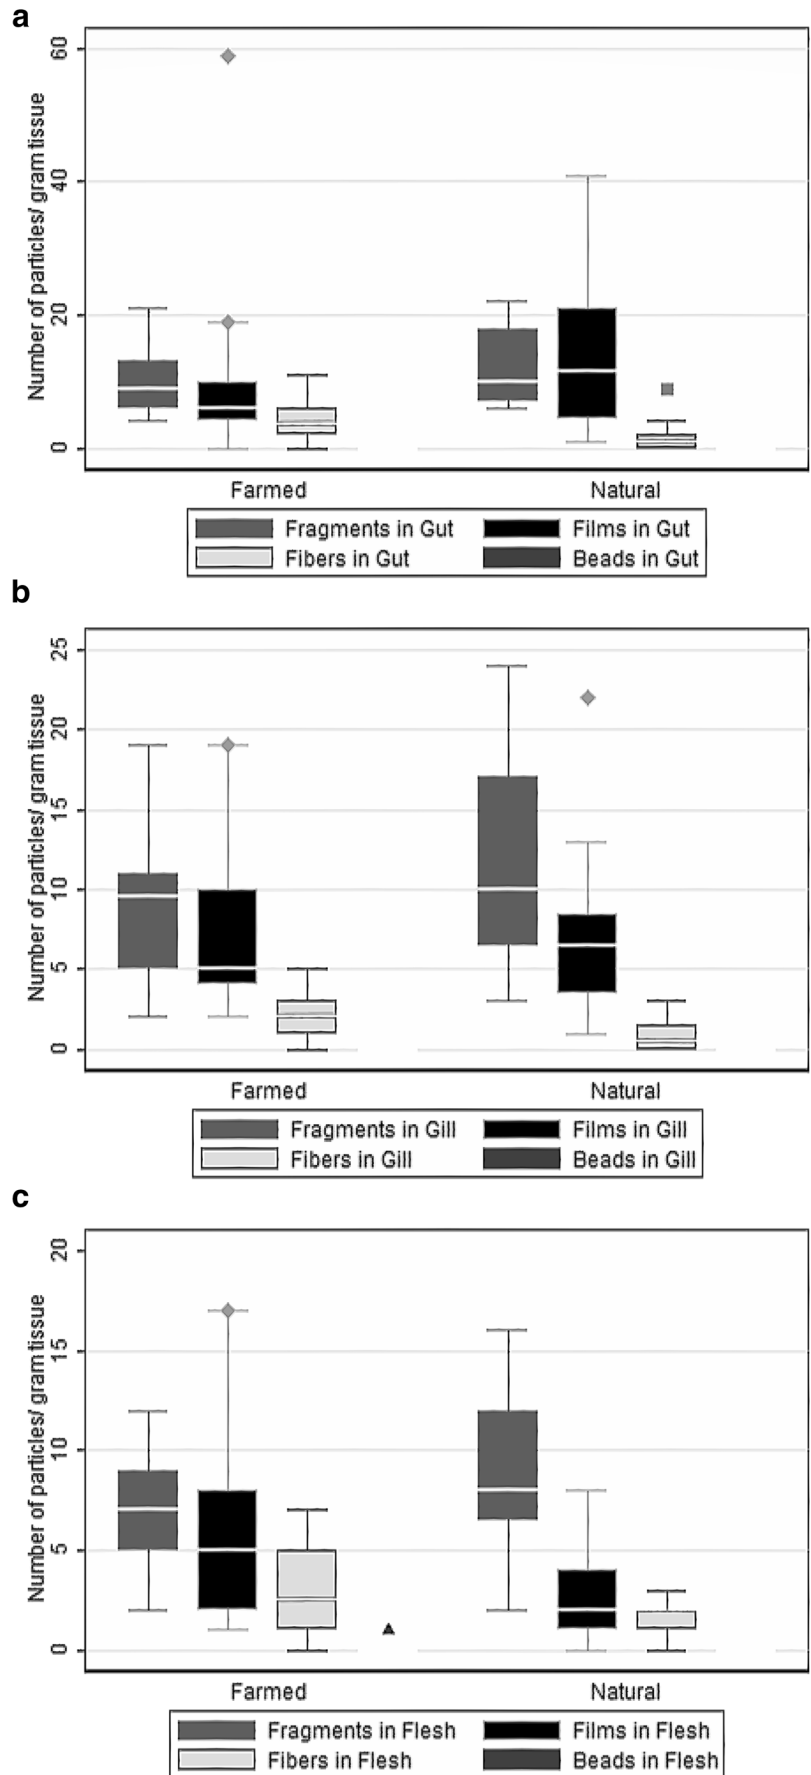 a
Number of particles/ gram tissue
60
40
20
0
Farmed Natural
Fragments in Gut Films in Gut
Fibers in Gut Beads in Gut
b
Number of particles/ gram tissue
25
20
15
10
5
0
Farmed Natural
Fragments in Gill Films in Gill
Fibers in Gill Beads in Gill
c
Number of particles/ gram tissue
20
15
10
5
0
Farmed Natural
Fragments in Flesh Films in Flesh
Fibers in Flesh Beads in Flesh